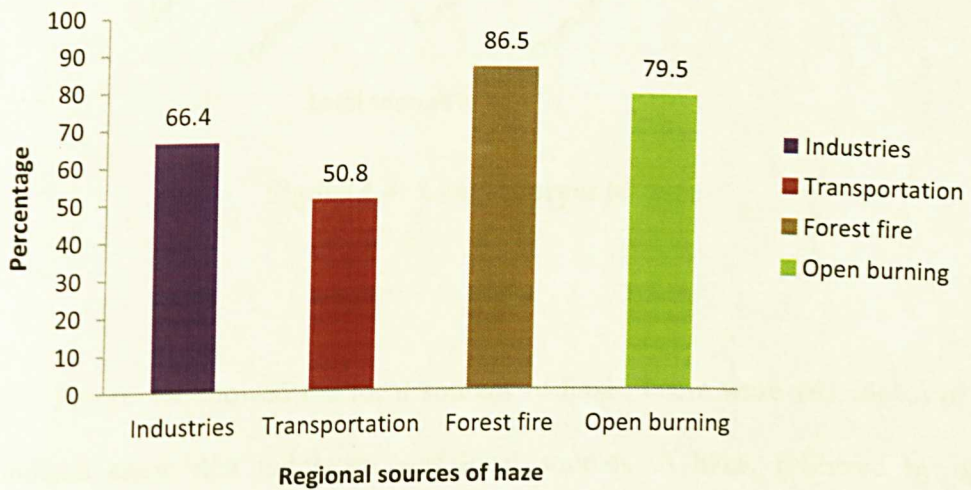 100
90
80
70
60
50
40
30
20
10
0
Percentage
66.4
50.8
86.5
79.5
Industries
Transportation
Forest fire
Open burning
Regional sources of haze
Industries
Transportation
Forest fire
Open burning